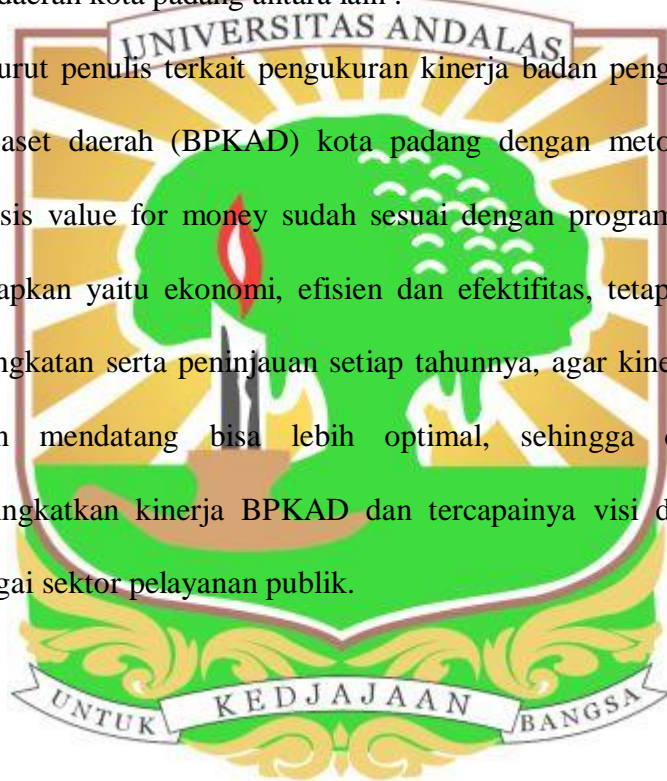 daerah kota padang antara lain :
UNIVERSITAS ANDALAS
urut penulis terkait pengukuran kinerja badan peng
aset daerah (BPKAD) kota padang dengan meto
sis value for money sudah sesuai dengan program
apkan yaitu ekonomi, efisien dan efektifitas, tetap
ngkatan serta peninjauan setiap tahunnya, agar kine
n mendatang bisa lebih optimal, sehingga
ingkatkan kinerja BPKAD dan tercapainya visi d
gai sektor pelayanan publik.
UNTUK KEDJAJAAN BANGSA